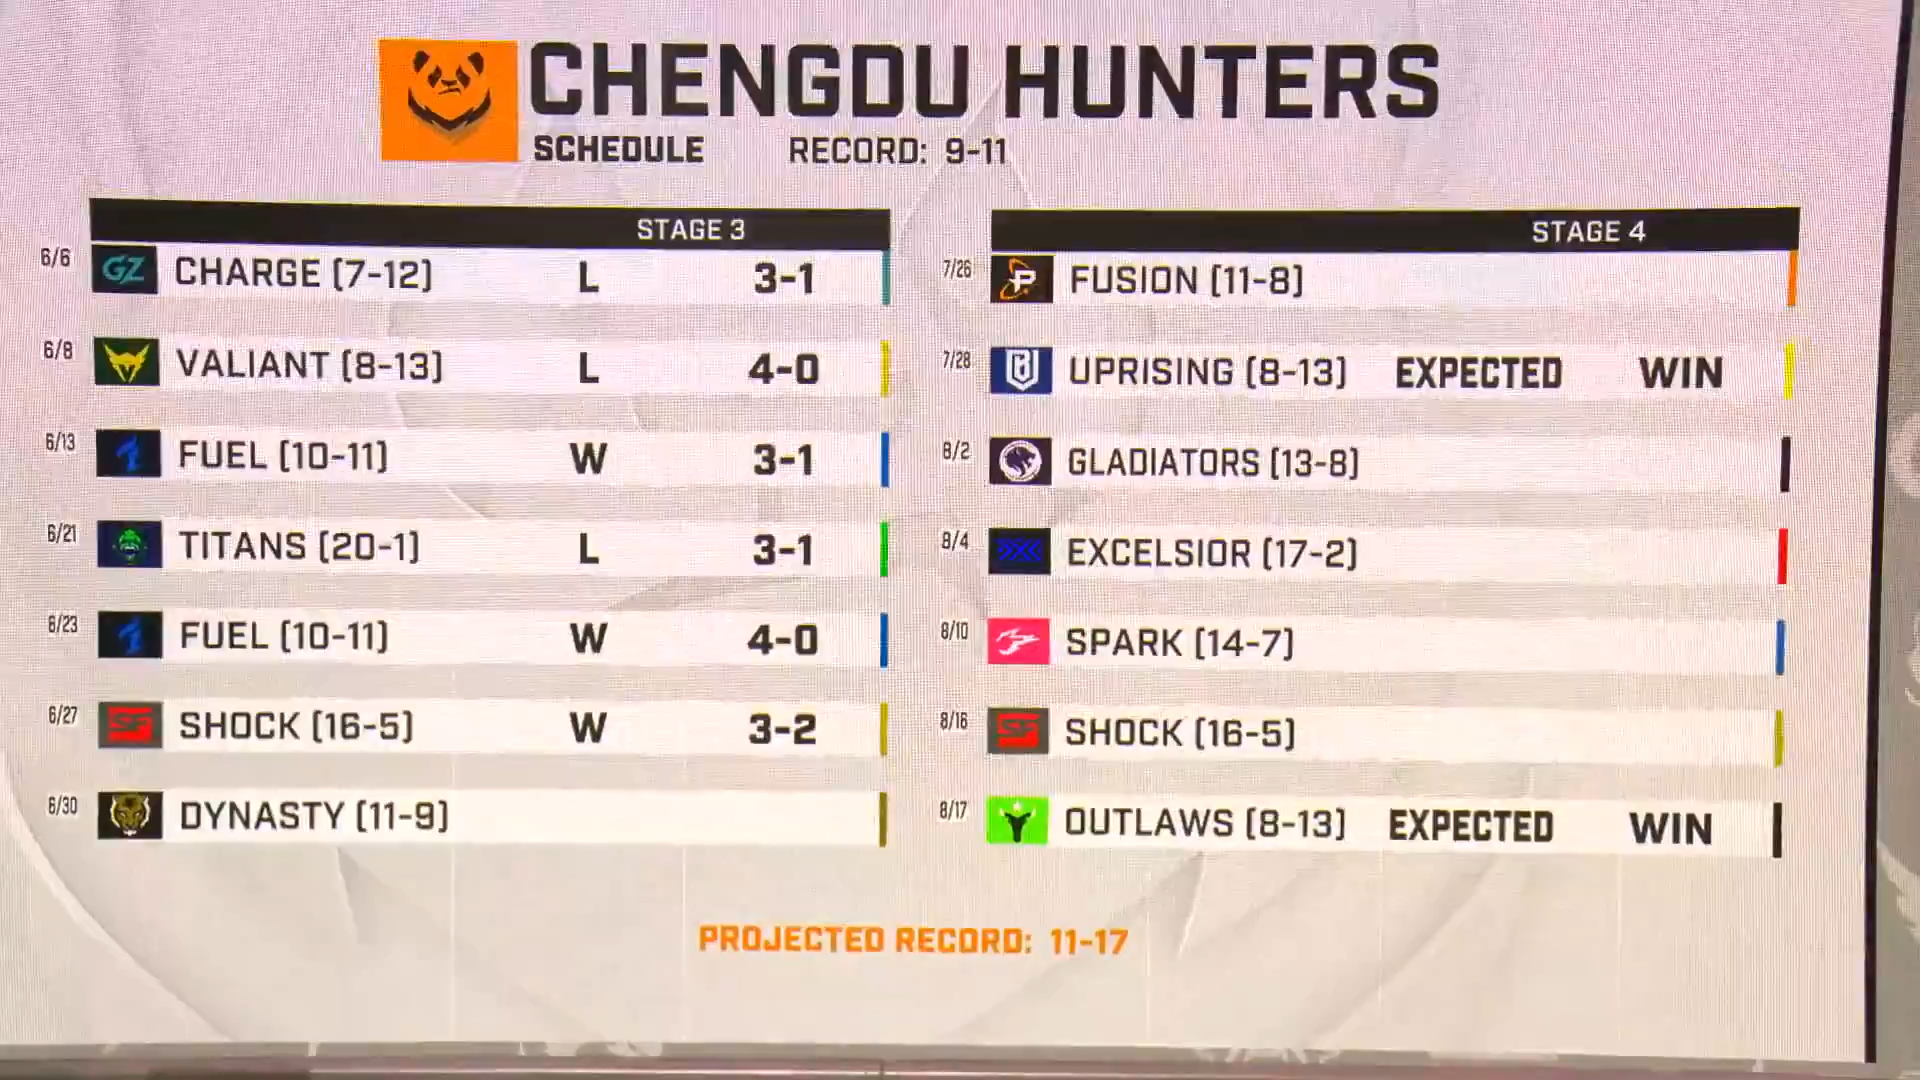 CHENGDU HUNTERS
SCHEDULE RECORD: 9-11
STAGE 3
6/6 GZ CHARGE (7-12) L 3-1
6/8 VALIANT (8-13) L 4-0
6/13 FUEL (10-11) W 3-1
6/21 TITANS (20-1) L 3-1
6/23 FUEL (10-11) W 4-0
6/27 SF SHOCK (16-5) W 3-2
6/30 DYNASTY (11-9)
STAGE 4
7/26 P FUSION (11-8)
7/28 B UPRISING (8-13) EXPECTED WIN
8/2 GLADIATORS (13-8)
8/4 EXCELSIOR (17-2)
8/10 SPARK (14-7)
8/16 SF SHOCK (16-5)
8/17 OUTLAWS (8-13) EXPECTED WIN
PROJECTED RECORD: 11-17